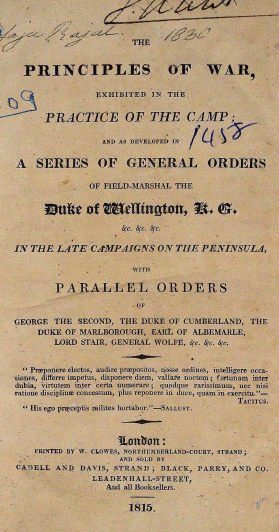 1830
THE
PRINCIPLES OF WAR,
EXHIBITED IN THE
PRACTICE OF THE CAMP;
09
AND AS DEVELOPED IN
1458
A SERIES OF GENERAL ORDERS
OF FIELD-MARSHAL THE
Duke of Wellington, K. G.
&c. &c. &c.
IN THE LATE CAMPAIGNS ON THE PENINSULA,
WITH
PARALLEL ORDERS
OF
GEORGE THE SECOND, THE DUKE OF CUMBERLAND, THE
DUKE OF MARLBOROUGH, EARL OF ALBEMARLE,
LORD STAIR, GENERAL WOLFE, &c. &c. &c.
“ Præponere electos, audire præpositos, nosse ordines, intelligere occa-
siones, differre impetus, disponere diem, vallare noctem; fortunam inter
dubia, virtutem inter certa numerare; quodque rarissimum, nec nisi
ratione disciplinæ concessum, plus reponere in duce, quam in exercitu.”—
TACITUS.
“ His ego præceptis milites hortabor.”—SALLUST.
London:
PRINTED BY W. CLOWES, NORTHUMBERLAND-COURT, STRAND;
AND SOLD BY
CADELL AND DAVIS, STRAND; BLACK, PARRY, AND CO.
LEADENHALL-STREET,
And all Booksellers.
1815.